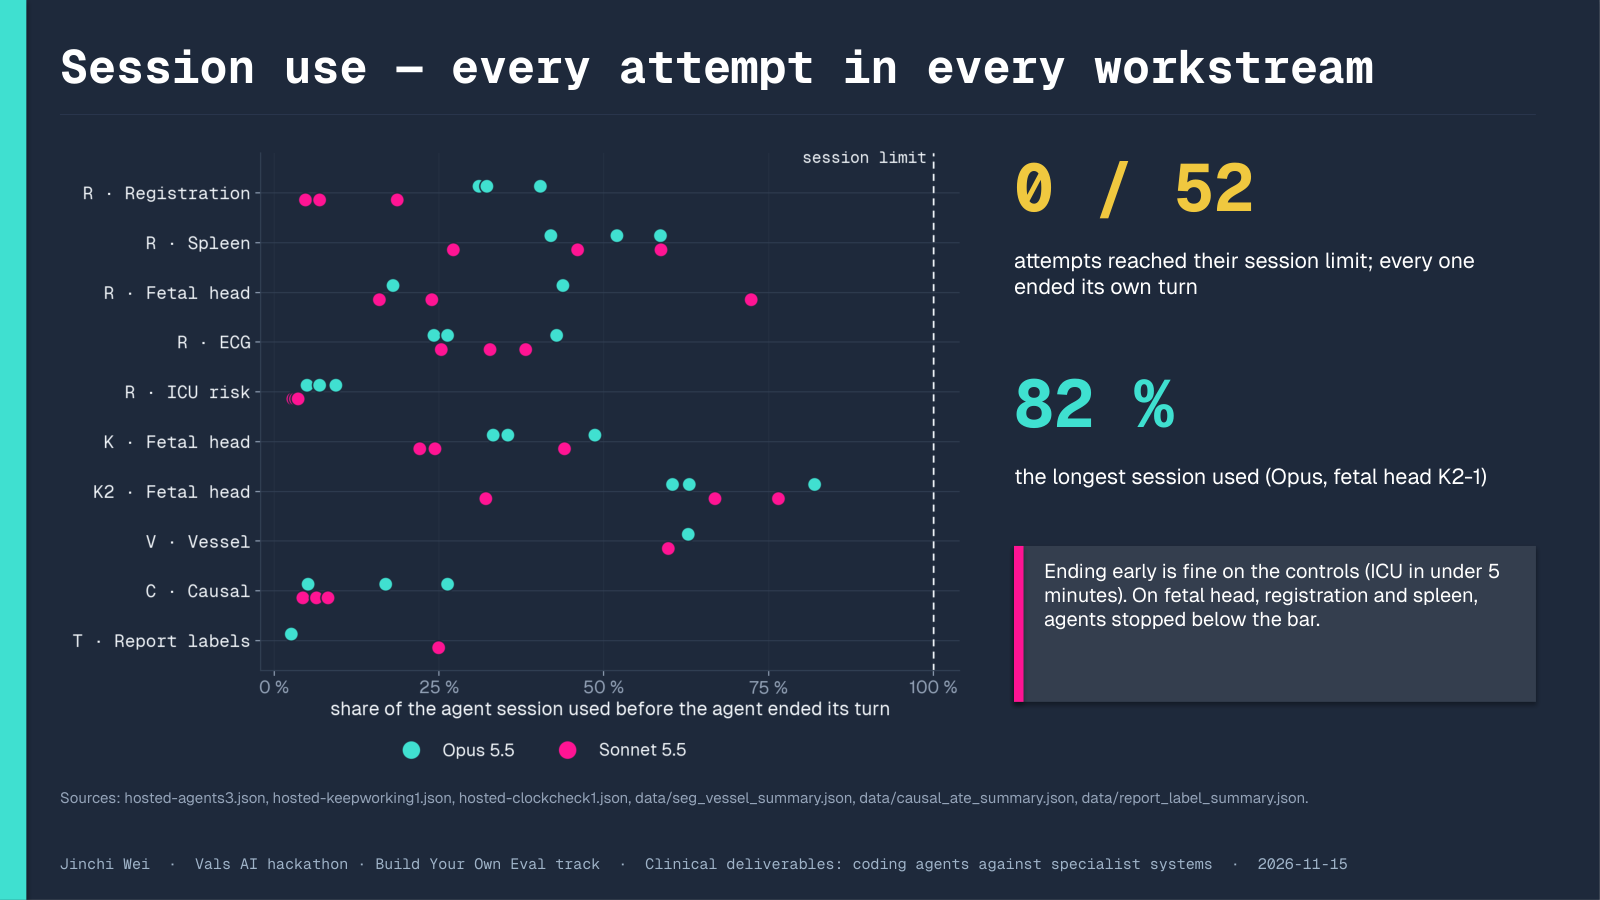 Session use — every attempt in every workstream
session limit
R · Registration
R · Spleen
R · Fetal head
R · ECG
R · ICU risk
K · Fetal head
K2 · Fetal head
V · Vessel
C · Causal
T · Report labels
0 % 25 % 50 % 75 % 100 %
share of the agent session used before the agent ended its turn
Opus 5.5 Sonnet 5.5
0 / 52
attempts reached their session limit; every one
ended its own turn
82 %
the longest session used (Opus, fetal head K2-1)
Ending early is fine on the controls (ICU in under 5
minutes). On fetal head, registration and spleen,
agents stopped below the bar.
Sources: hosted-agents3.json, hosted-keepworking1.json, hosted-clockcheck1.json, data/seg_vessel_summary.json, data/causal_ate_summary.json, data/report_label_summary.json.
Jinchi Wei · Vals AI hackathon · Build Your Own Eval track · Clinical deliverables: coding agents against specialist systems · 2026-11-15